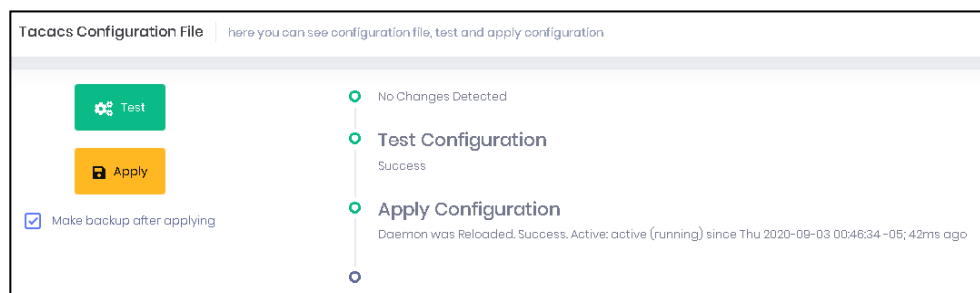 Tacacs Configuration File here you can see configuration file, test and apply configuration
Test
Apply
Make backup after applying
No Changes Detected
Test Configuration
Success
Apply Configuration
Daemon was Reloaded. Success. Active: active (running) since Thu 2020-09-03 00:46:34 -05; 42ms ago